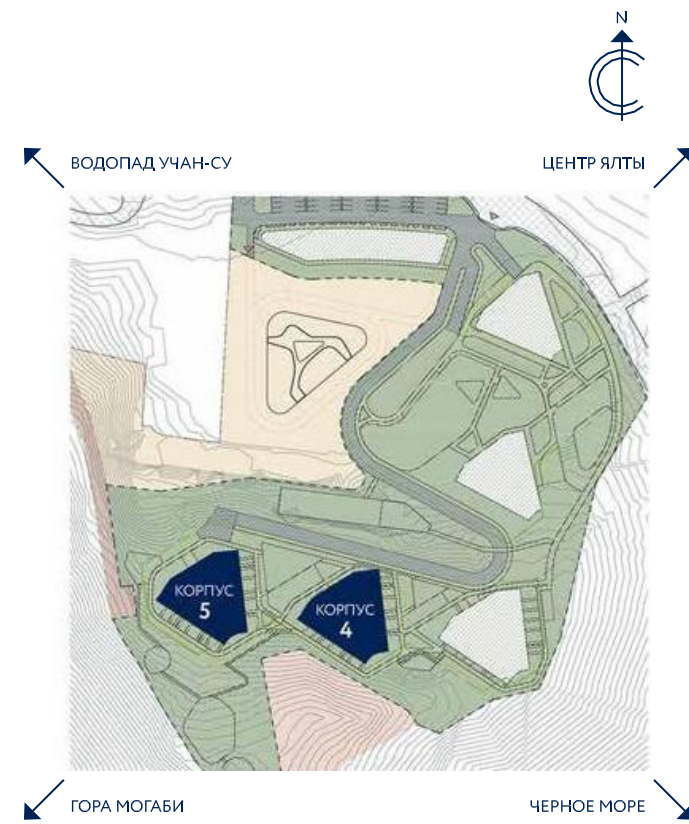 N
ВОДОПАД УЧАН-СУ
ЦЕНТР ЯЛТЫ
КОРПУС
5
КОРПУС
4
ГОРА МОГАБИ
ЧЕРНОЕ МОРЕ